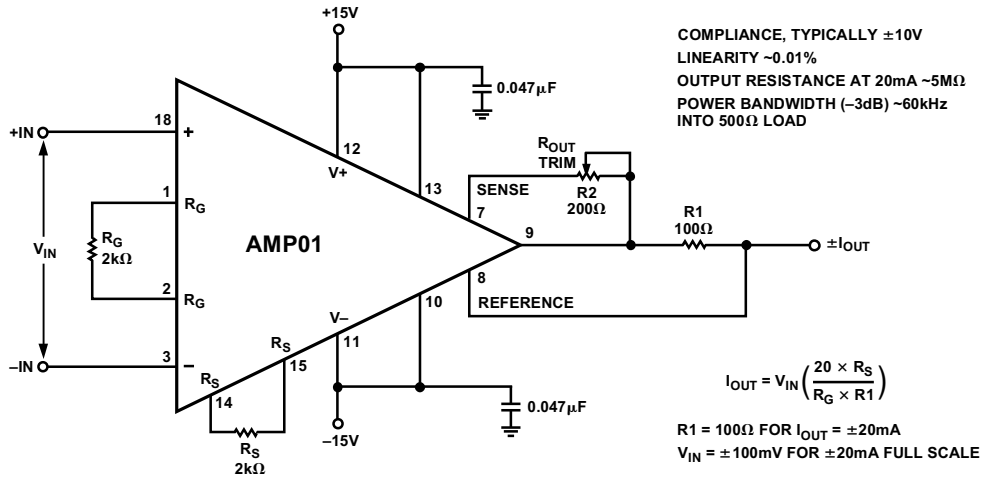 +15V
COMPLIANCE, TYPICALLY ±10V
LINEARITY ~0.01%
OUTPUT RESISTANCE AT 20mA ~5MΩ
POWER BANDWIDTH (–3dB) ~60kHz
INTO 500Ω LOAD
0.047μF
+IN
18
+
12
V+
13
R_OUT
TRIM
R2
200Ω
SENSE
7
1
R_G
R_G
2kΩ
V_IN
AMP01
9
R1
100Ω
±I_OUT
2
R_G
8
REFERENCE
10
V–
11
–IN
3
–
R_S
15
R_S
14
R_S
2kΩ
–15V
0.047μF
I_OUT = V_IN (20 × R_S / R_G × R1)
R1 = 100Ω FOR I_OUT = ±20mA
V_IN = ±100mV FOR ±20mA FULL SCALE